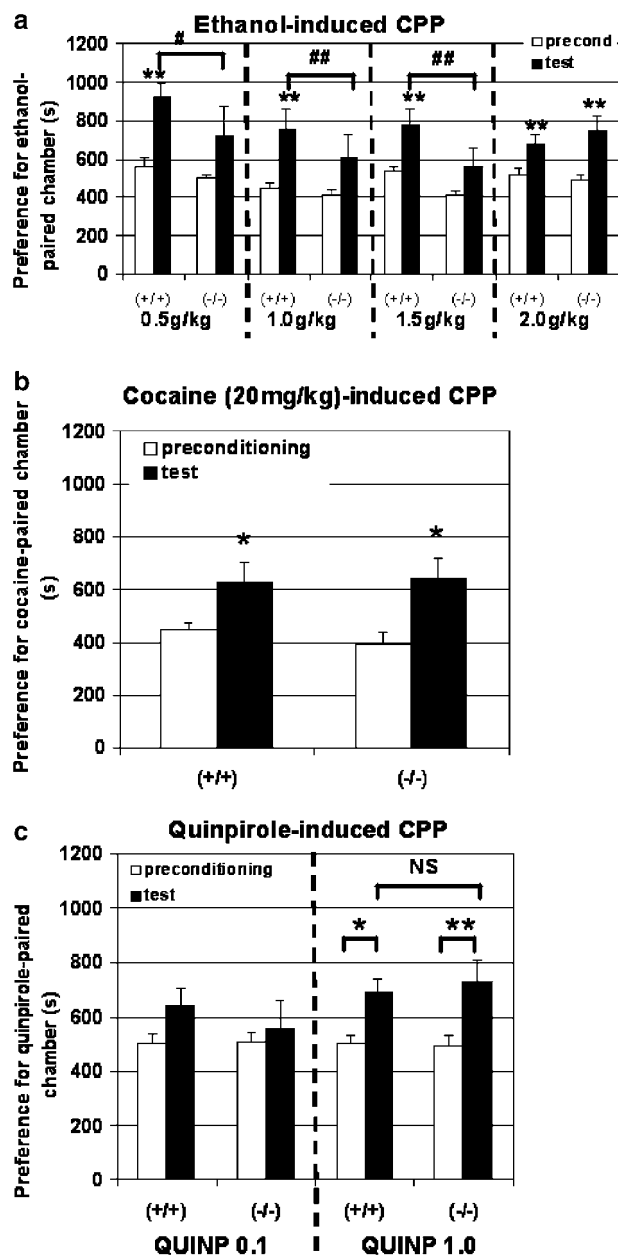 a
Ethanol-induced CPP
Preference for ethanol-
paired chamber (s)
1200
1000
800
600
400
200
0
precond
test
#
##
##
**
**
**
**
**
(+/+) (-/-) (+/+) (-/-) (+/+) (-/-) (+/+) (-/-)
0.5g/kg 1.0g/kg 1.5g/kg 2.0g/kg
b
Cocaine (20mg/kg)-induced CPP
Preference for cocaine-paired chamber
(s)
1200
1000
800
600
400
200
0
preconditioning
test
*
*
(+/+) (-/-)
c
Quinpirole-induced CPP
Preference for quinpirole-paired
chamber (s)
1200
1000
800
600
400
200
0
preconditioning
test
NS
*
**
(+/+) (-/-) (+/+) (-/-)
QUINP 0.1 QUINP 1.0